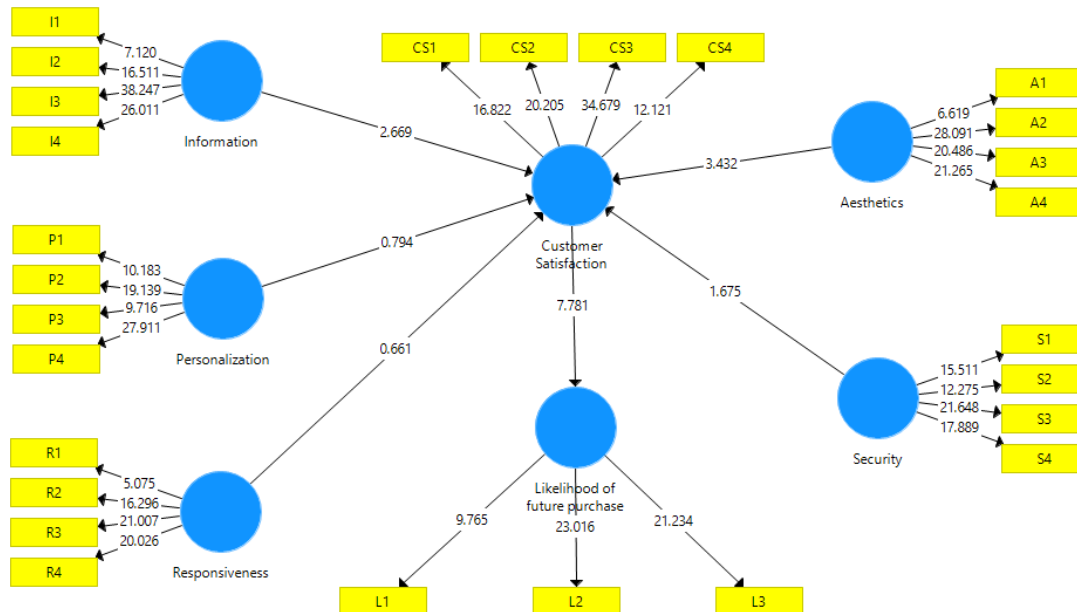 I1
7.120
I2
16.511
I3
38.247
I4
26.011
Information
2.669
CS1
CS2
CS3
CS4
16.822
20.205
34.679
12.121
Customer
Satisfaction
A1
6.619
A2
28.091
A3
20.486
A4
21.265
Aesthetics
3.432
P1
10.183
P2
19.139
P3
9.716
P4
27.911
Personalization
0.794
7.781
1.675
S1
15.511
S2
12.275
S3
21.648
S4
17.889
Security
R1
5.075
R2
16.296
R3
21.007
R4
20.026
Responsiveness
0.661
Likelihood of
future purchase
9.765
23.016
21.234
L1
L2
L3